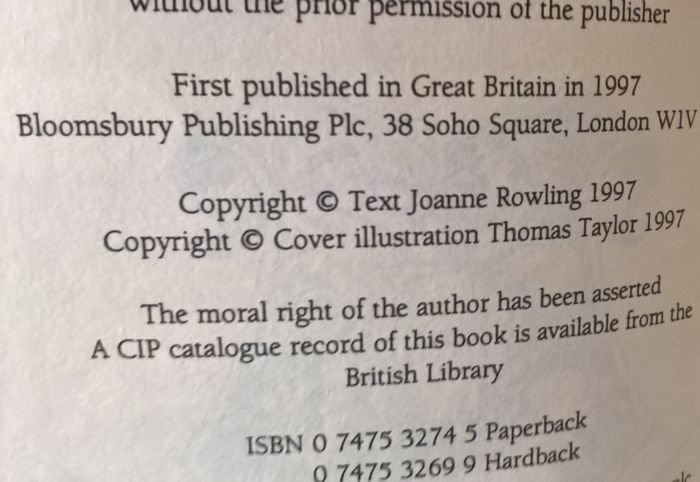 without the prior permission of the publisher
First published in Great Britain in 1997
Bloomsbury Publishing Plc, 38 Soho Square, London W1V
Copyright © Text Joanne Rowling 1997
Copyright © Cover illustration Thomas Taylor 1997
The moral right of the author has been asserted
A CIP catalogue record of this book is available from the
British Library
ISBN 0 7475 3274 5 Paperback
0 7475 3269 9 Hardback